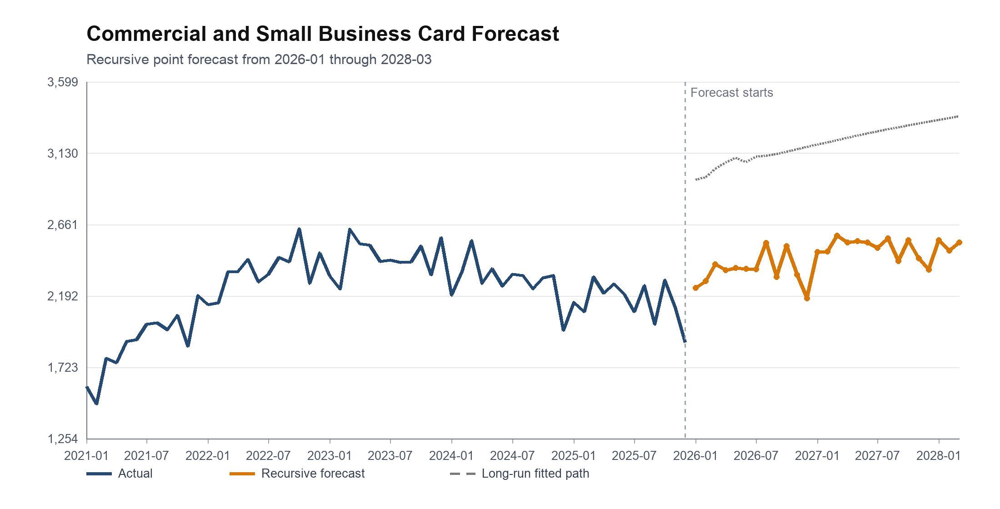 Commercial and Small Business Card Forecast
Recursive point forecast from 2026-01 through 2028-03
3,599
Forecast starts
3,130
2,661
2,192
1,723
1,254
2021-01 2021-07 2022-01 2022-07 2023-01 2023-07 2024-01 2024-07 2025-01 2025-07 2026-01 2026-07 2027-01 2027-07 2028-01
Actual Recursive forecast Long-run fitted path